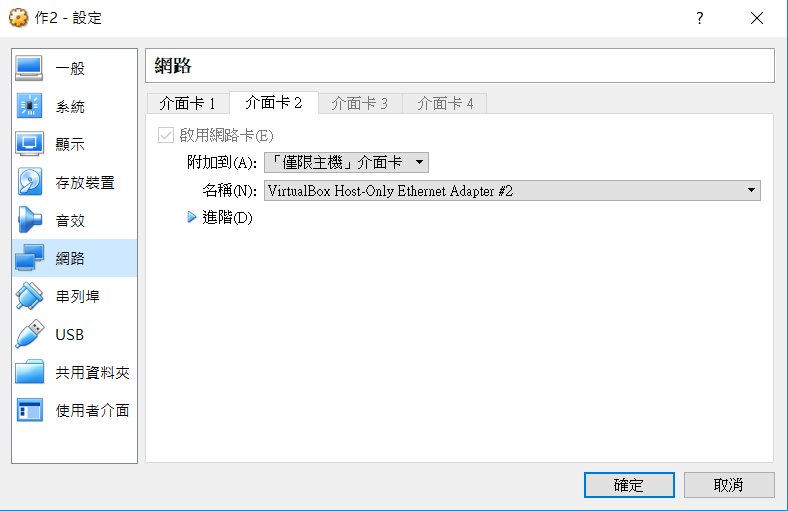 作2 - 設定
?
一般
系統
顯示
存放裝置
音效
網路
串列埠
USB
共用資料夾
使用者介面
網路
介面卡 1 介面卡 2 介面卡 3 介面卡 4
啟用網路卡(E)
附加到(A): 「僅限主機」介面卡
名稱(N): VirtualBox Host-Only Ethernet Adapter #2
進階(D)
確定 取消